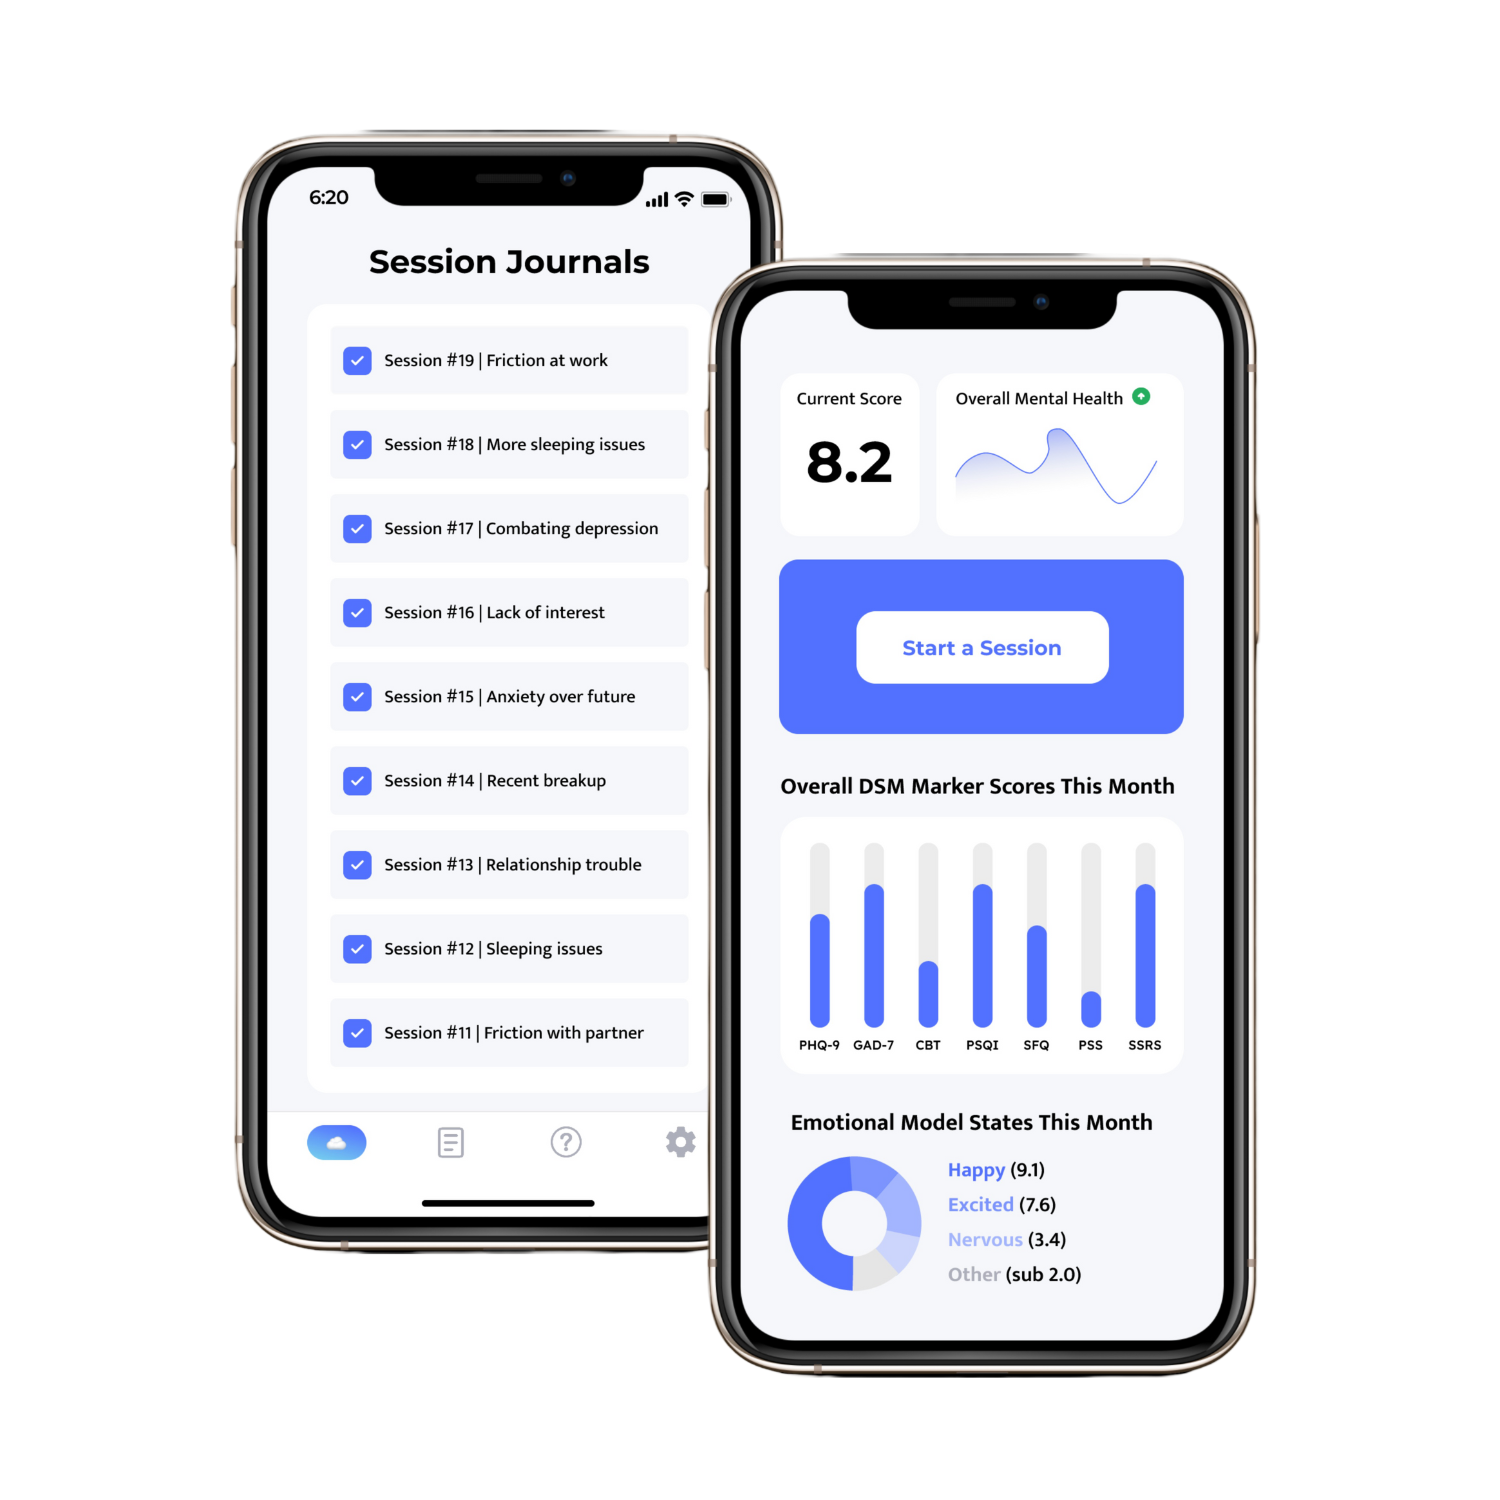 6:20
Session Journals
Session #19 | Friction at work
Session #18 | More sleeping issues
Session #17 | Combating depression
Session #16 | Lack of interest
Session #15 | Anxiety over future
Session #14 | Recent breakup
Session #13 | Relationship trouble
Session #12 | Sleeping issues
Session #11 | Friction with partner
Current Score
8.2
Overall Mental Health
Start a Session
Overall DSM Marker Scores This Month
PHQ-9 GAD-7 CBT PSQI SFQ PSS SSRS
Emotional Model States This Month
Happy (9.1)
Excited (7.6)
Nervous (3.4)
Other (sub 2.0)